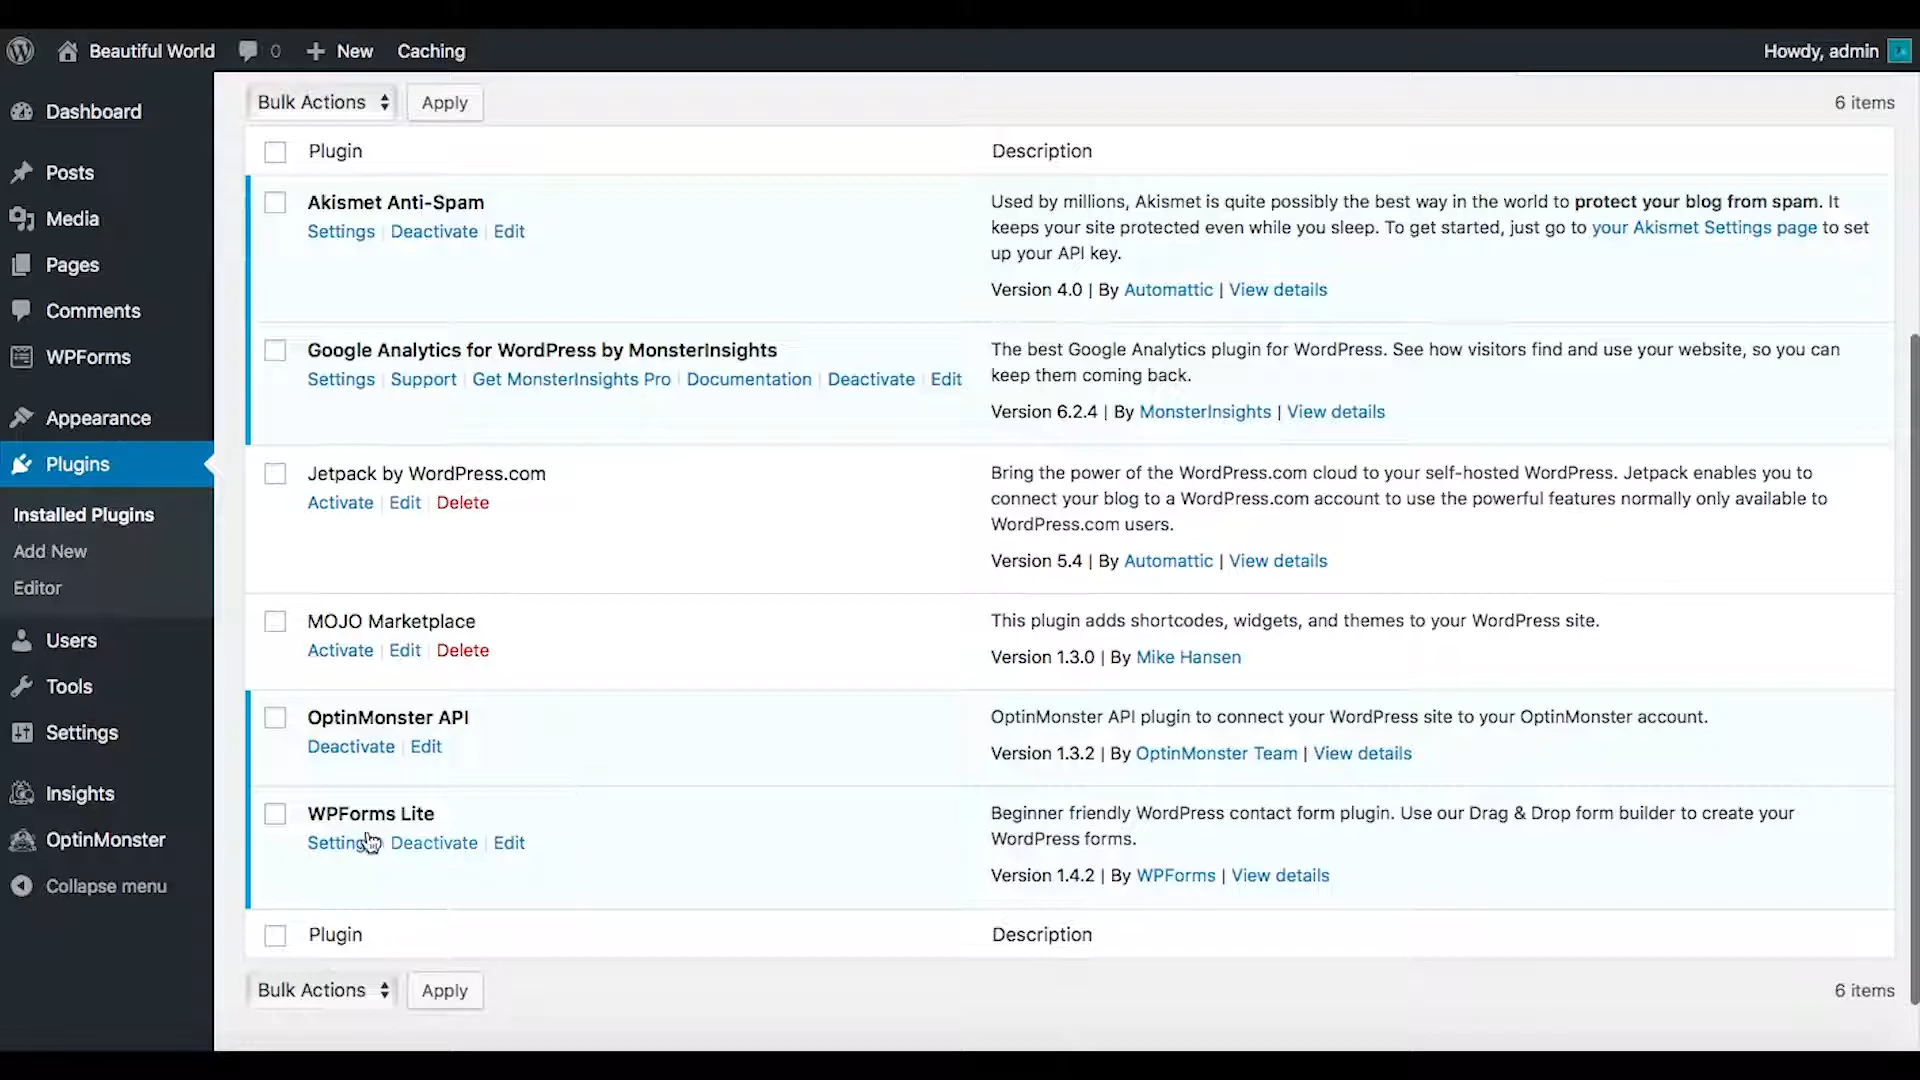 Beautiful World 0 New Caching Howdy, admin
Dashboard
Posts
Media
Pages
Comments
WPForms
Appearance
Plugins
Installed Plugins
Add New
Editor
Users
Tools
Settings
Insights
OptinMonster
Collapse menu
Bulk Actions Apply 6 items
Plugin Description
Akismet Anti-Spam
Settings | Deactivate | Edit
Used by millions, Akismet is quite possibly the best way in the world to protect your blog from spam. It
keeps your site protected even while you sleep. To get started, just go to your Akismet Settings page to set
up your API key.
Version 4.0 | By Automattic | View details
Google Analytics for WordPress by MonsterInsights
Settings | Support | Get MonsterInsights Pro | Documentation | Deactivate | Edit
The best Google Analytics plugin for WordPress. See how visitors find and use your website, so you can
keep them coming back.
Version 6.2.4 | By MonsterInsights | View details
Jetpack by WordPress.com
Activate | Edit | Delete
Bring the power of the WordPress.com cloud to your self-hosted WordPress. Jetpack enables you to
connect your blog to a WordPress.com account to use the powerful features normally only available to
WordPress.com users.
Version 5.4 | By Automattic | View details
MOJO Marketplace
Activate | Edit | Delete
This plugin adds shortcodes, widgets, and themes to your WordPress site.
Version 1.3.0 | By Mike Hansen
OptinMonster API
Deactivate | Edit
OptinMonster API plugin to connect your WordPress site to your OptinMonster account.
Version 1.3.2 | By OptinMonster Team | View details
WPForms Lite
Settings | Deactivate | Edit
Beginner friendly WordPress contact form plugin. Use our Drag & Drop form builder to create your
WordPress forms.
Version 1.4.2 | By WPForms | View details
Plugin Description
Bulk Actions Apply 6 items